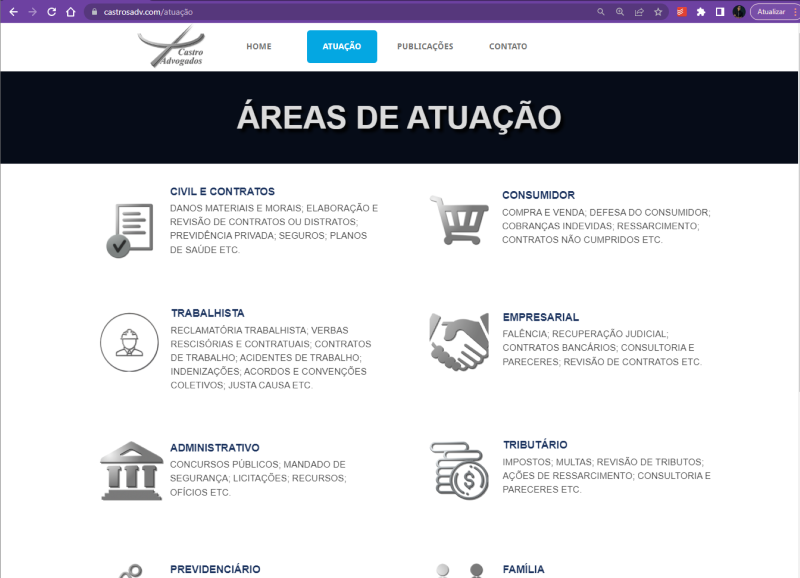 castrosadv.com/atuação
Atualizar
Castro
Advogados
HOME
ATUAÇÃO
PUBLICAÇÕES
CONTATO
ÁREAS DE ATUAÇÃO
CIVIL E CONTRATOS
DANOS MATERIAIS E MORAIS; ELABORAÇÃO E
REVISÃO DE CONTRATOS OU DISTRATOS;
PREVIDÊNCIA PRIVADA; SEGUROS; PLANOS
DE SAÚDE ETC.
CONSUMIDOR
COMPRA E VENDA; DEFESA DO CONSUMIDOR;
COBRANÇAS INDEVIDAS; RESSARCIMENTO;
CONTRATOS NÃO CUMPRIDOS ETC.
TRABALHISTA
RECLAMATÓRIA TRABALHISTA; VERBAS
RESCISÓRIAS E CONTRATUAIS; CONTRATOS
DE TRABALHO; ACIDENTES DE TRABALHO;
INDENIZAÇÕES; ACORDOS E CONVENÇÕES
COLETIVOS; JUSTA CAUSA ETC.
EMPRESARIAL
FALÊNCIA; RECUPERAÇÃO JUDICIAL;
CONTRATOS BANCÁRIOS; CONSULTORIA E
PARECERES; REVISÃO DE CONTRATOS ETC.
ADMINISTRATIVO
CONCURSOS PÚBLICOS; MANDADO DE
SEGURANÇA; LICITAÇÕES; RECURSOS;
OFÍCIOS ETC.
TRIBUTÁRIO
IMPOSTOS; MULTAS; REVISÃO DE TRIBUTOS;
AÇÕES DE RESSARCIMENTO; CONSULTORIA E
PARECERES ETC.
$
PREVIDENCIÁRIO
FAMÍLIA